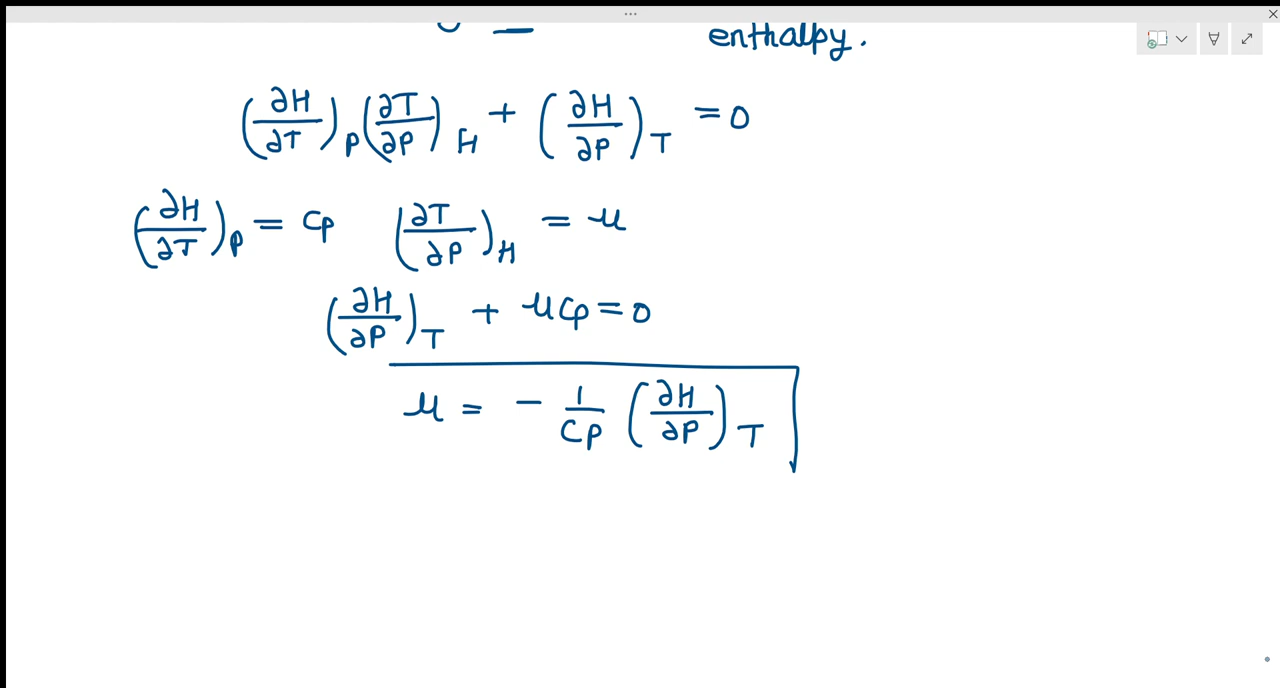 enthalpy.
(∂H/∂T)_P (∂T/∂P)_H + (∂H/∂P)_T = 0
(∂H/∂T)_P = Cp (∂T/∂P)_H = μ
(∂H/∂P)_T + μCp = 0
μ = - 1/CP (∂H/∂P)_T